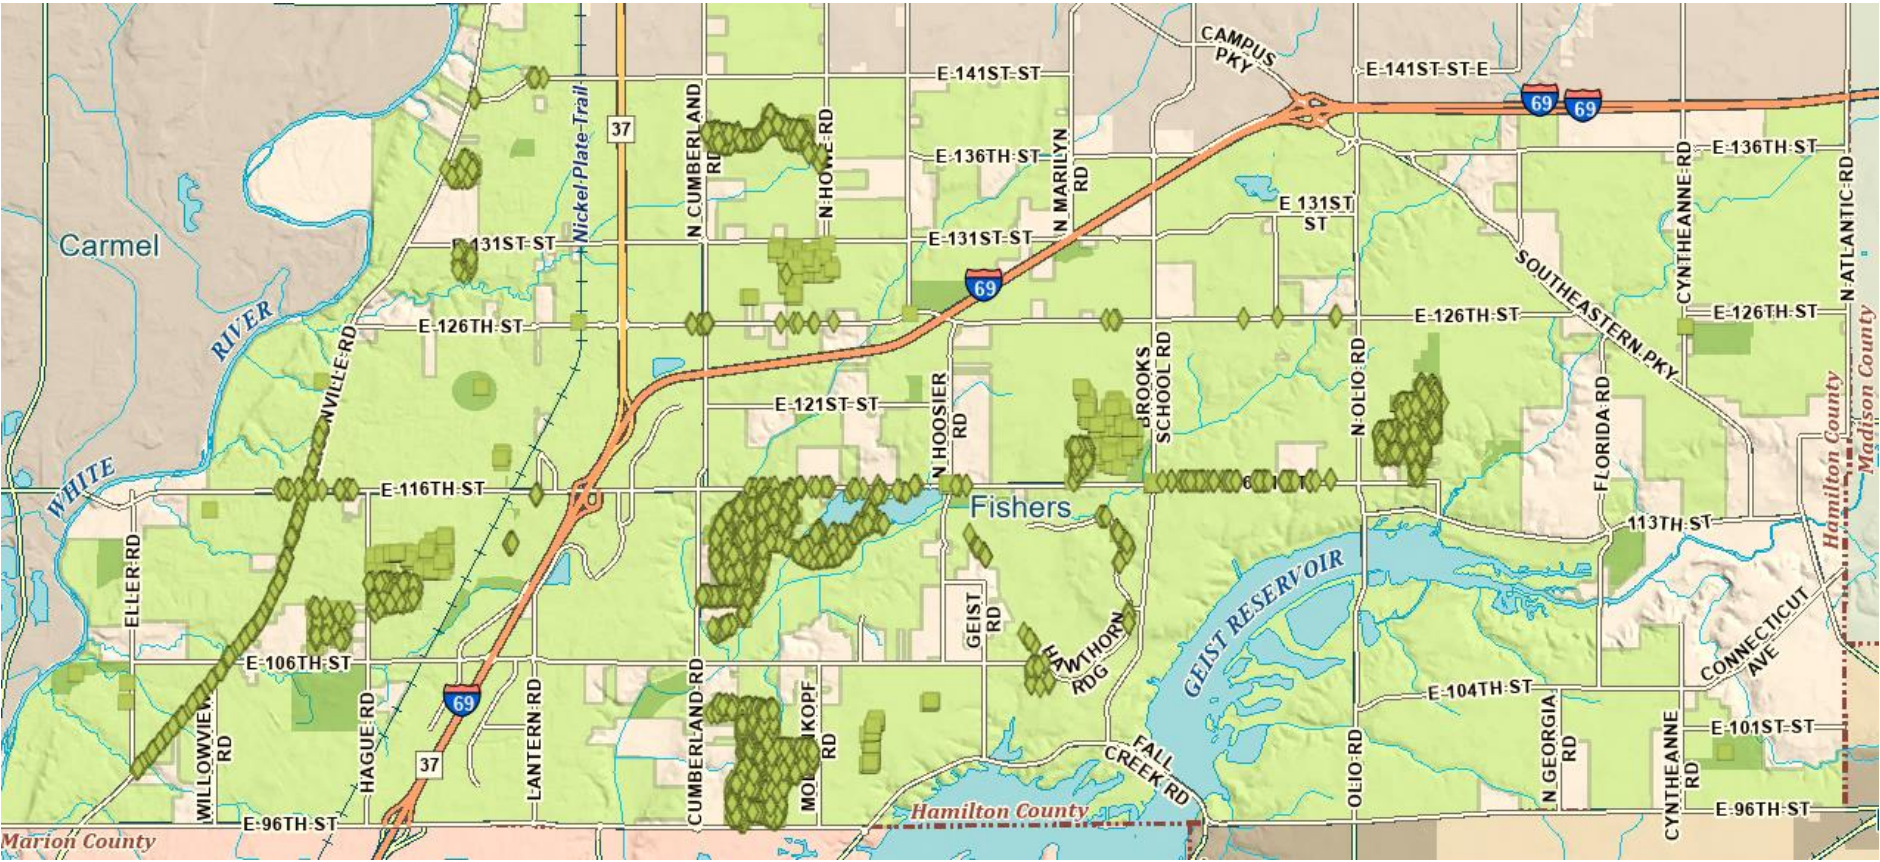 CAMPUS
PKY
E 141ST ST
E 141ST ST E
69
69
37
Nickel Plate Trail
N CUMBERLAND
RD
N HOWE RD
E 136TH ST
N MARILYN
RD
E 136TH ST
CYNTHEANNE RD
N ATLANTIC RD
Carmel
E 131ST ST
E 131ST ST
E 131ST
ST
69
SOUTHEASTERN PKY
RIVER
E 126TH ST
E 126TH ST
E 126TH ST
NVILLE RD
E 121ST ST
N HOOSIER
RD
BROOKS
SCHOOL RD
N OLIO RD
FLORIDA RD
Hamilton County
Madison County
WHITE
E 116TH ST
Fishers
113TH ST
Hamilton County
ELLER RD
GEIST RESERVOIR
GEIST
RD
HAWTHORN
RDG
CONNECTICUT
AVE
E 106TH ST
69
E 104TH ST
E 101ST ST
WILLOWVIEW
RD
HAGUE RD
37
LANTERN RD
CUMBERLAND RD
RD
FALL
CREEK RD
OLIO RD
N GEORGIA
RD
CYNTHEANNE
RD
E 96TH ST
Hamilton County
E 96TH ST
Marion County